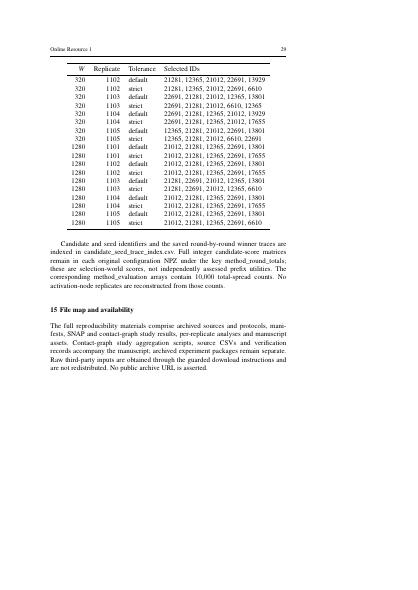 Online Resource 1 29
W Replicate Tolerance Selected IDs
320 1102 default 21281, 12365, 21012, 22691, 13929
320 1102 strict 21281, 12365, 21012, 22691, 6610
320 1103 default 22691, 21281, 21012, 12365, 13801
320 1103 strict 22691, 21281, 21012, 6610, 12365
320 1104 default 22691, 21281, 12365, 21012, 13929
320 1104 strict 22691, 21281, 12365, 21012, 17655
320 1105 default 12365, 21281, 21012, 22691, 13801
320 1105 strict 12365, 21281, 21012, 6610, 22691
1280 1101 default 21012, 21281, 12365, 22691, 13801
1280 1101 strict 21012, 21281, 12365, 22691, 17655
1280 1102 default 21012, 21281, 12365, 22691, 13801
1280 1102 strict 21012, 21281, 12365, 22691, 17655
1280 1103 default 21281, 22691, 21012, 12365, 13801
1280 1103 strict 21281, 22691, 21012, 12365, 6610
1280 1104 default 21012, 21281, 12365, 22691, 13801
1280 1104 strict 21012, 21281, 12365, 22691, 17655
1280 1105 default 21012, 21281, 12365, 22691, 13801
1280 1105 strict 21012, 21281, 12365, 22691, 6610
Candidate and seed identifiers and the saved round-by-round winner traces are
indexed in candidate_seed_trace_index.csv. Full integer candidate-score matrices
remain in each original configuration NPZ under the key method_round_totals;
these are selection-world scores, not independently assessed prefix utilities. The
corresponding method_evaluation arrays contain 10,000 total-spread counts. No
activation-node replicates are reconstructed from those counts.
15 File map and availability
The full reproducibility materials comprise archived sources and protocols, mani-
fests, SNAP and contact-graph study results, per-replicate analyses and manuscript
assets. Contact-graph study aggregation scripts, source CSVs and verification
records accompany the manuscript; archived experiment packages remain separate.
Raw third-party inputs are obtained through the guarded download instructions and
are not redistributed. No public archive URL is asserted.